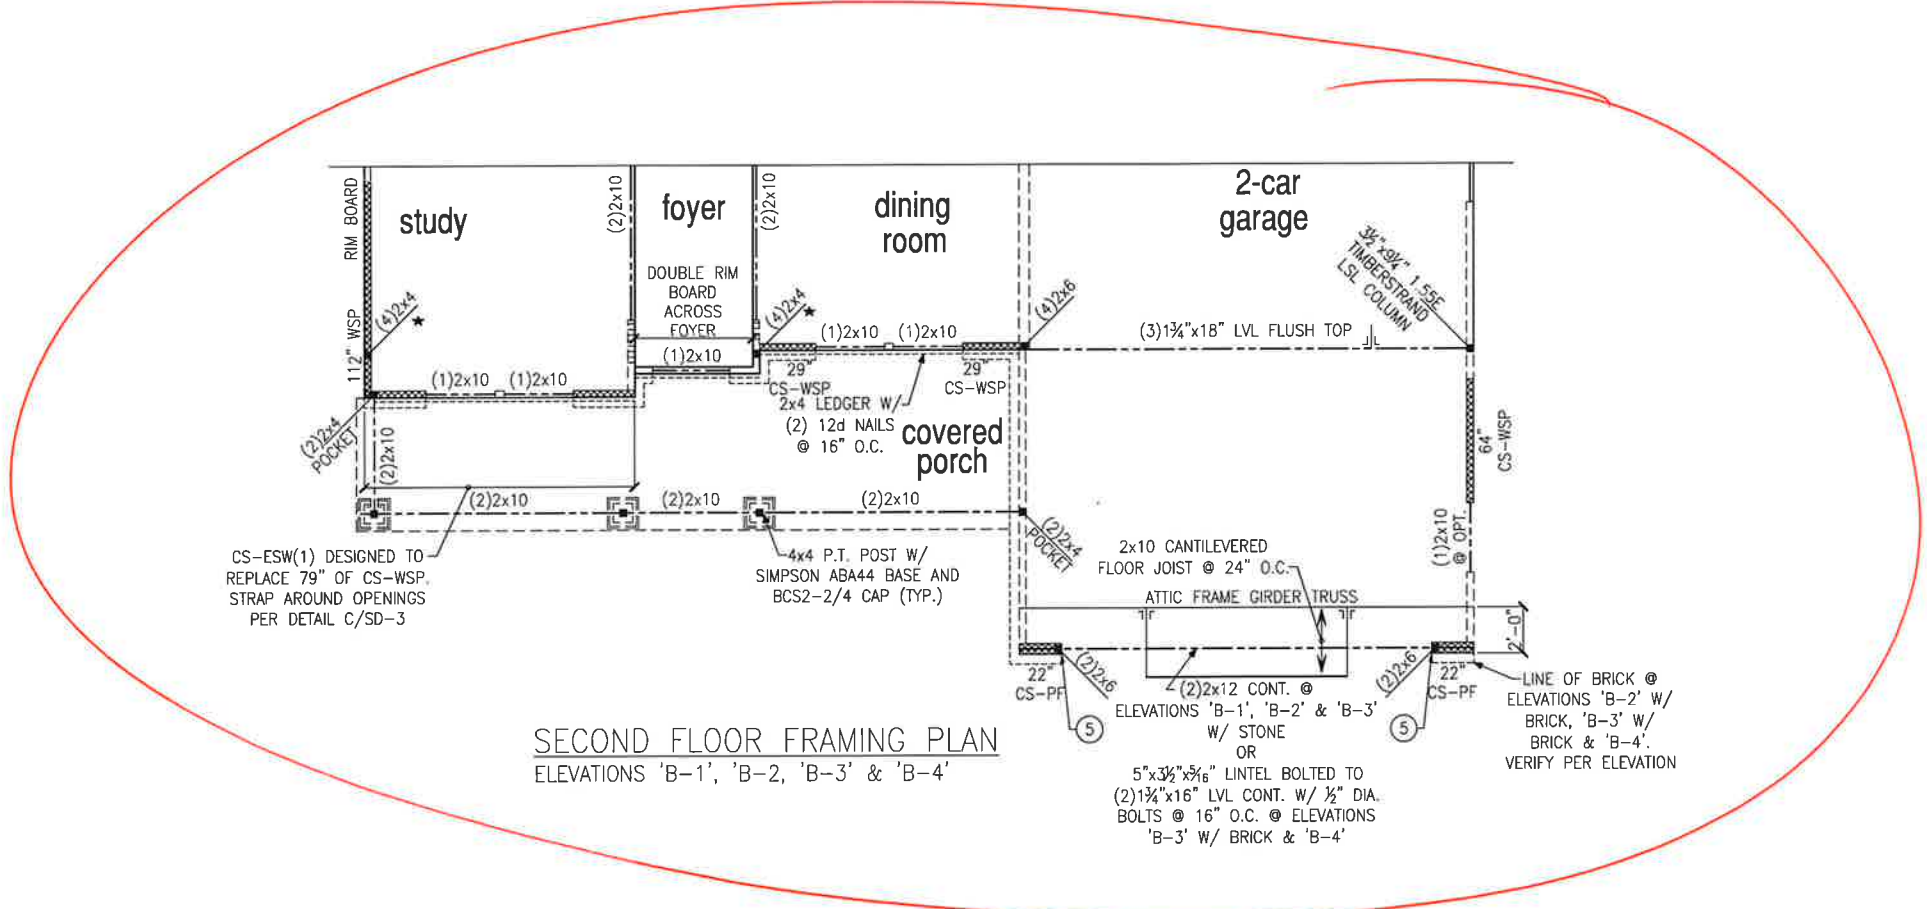 RIM BOARD
112" WSP
study
(4)2x4
★
(2)2x10
foyer
(2)2x10
DOUBLE RIM
BOARD
ACROSS
FOYER
(1)2x10
dining
room
(4)2x4
★
(1)2x10
(1)2x10
(4)2x6
2-car
garage
3½"x9¼" 1.55E
TIMBERSTRAND
LSL COLUMN
(3)1¾"x18" LVL FLUSH TOP
(1)2x10
(1)2x10
29"
CS-WSP
29"
CS-WSP
2x4 LEDGER W/
(2) 12d NAILS
@ 16" O.C.
covered
porch
(2)2x4
POCKET
(2)2x10
64"
CS-WSP
(2)2x10
(2)2x10
(2)2x10
(2)2x4
POCKET
(1)2x10
@ OPT.
CS-ESW(1) DESIGNED TO
REPLACE 79" OF CS-WSP.
STRAP AROUND OPENINGS
PER DETAIL C/SD-3
4x4 P.T. POST W/
SIMPSON ABA44 BASE AND
BCS2-2/4 CAP (TYP.)
2x10 CANTILEVERED
FLOOR JOIST @ 24" O.C.
ATTIC FRAME GIRDER TRUSS
2'-0"
22"
CS-PF
(2)2x6
(2)2x6
22"
CS-PF
5
5
(2)2x12 CONT. @
ELEVATIONS 'B-1', 'B-2' & 'B-3'
W/ STONE
OR
5"x3½"x5/16" LINTEL BOLTED TO
(2)1¾"x16" LVL CONT. W/ ½" DIA.
BOLTS @ 16" O.C. @ ELEVATIONS
'B-3' W/ BRICK & 'B-4'
LINE OF BRICK @
ELEVATIONS 'B-2' W/
BRICK, 'B-3' W/
BRICK & 'B-4'.
VERIFY PER ELEVATION
SECOND FLOOR FRAMING PLAN
ELEVATIONS 'B-1', 'B-2, 'B-3' & 'B-4'